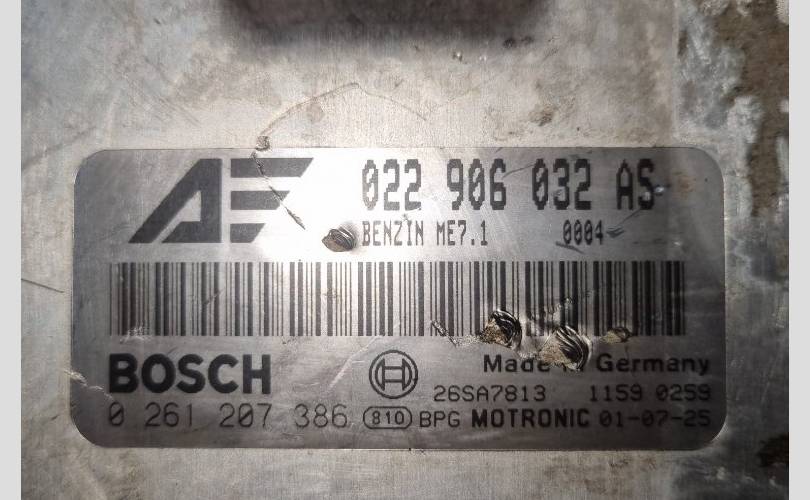 AE 022 906 032 AS
BENZIN ME7.1 0004
BOSCH Made Germany
26SA7813 1159 0259
0 261 207 386 810 BPG MOTRONIC 01-07-25